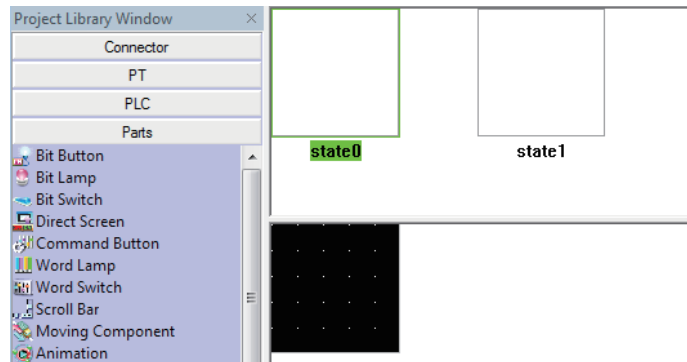 Project Library Window
Connector
PT
PLC
Parts
Bit Button
Bit Lamp
Bit Switch
Direct Screen
Command Button
Word Lamp
Word Switch
Scroll Bar
Moving Component
Animation
state0
state1